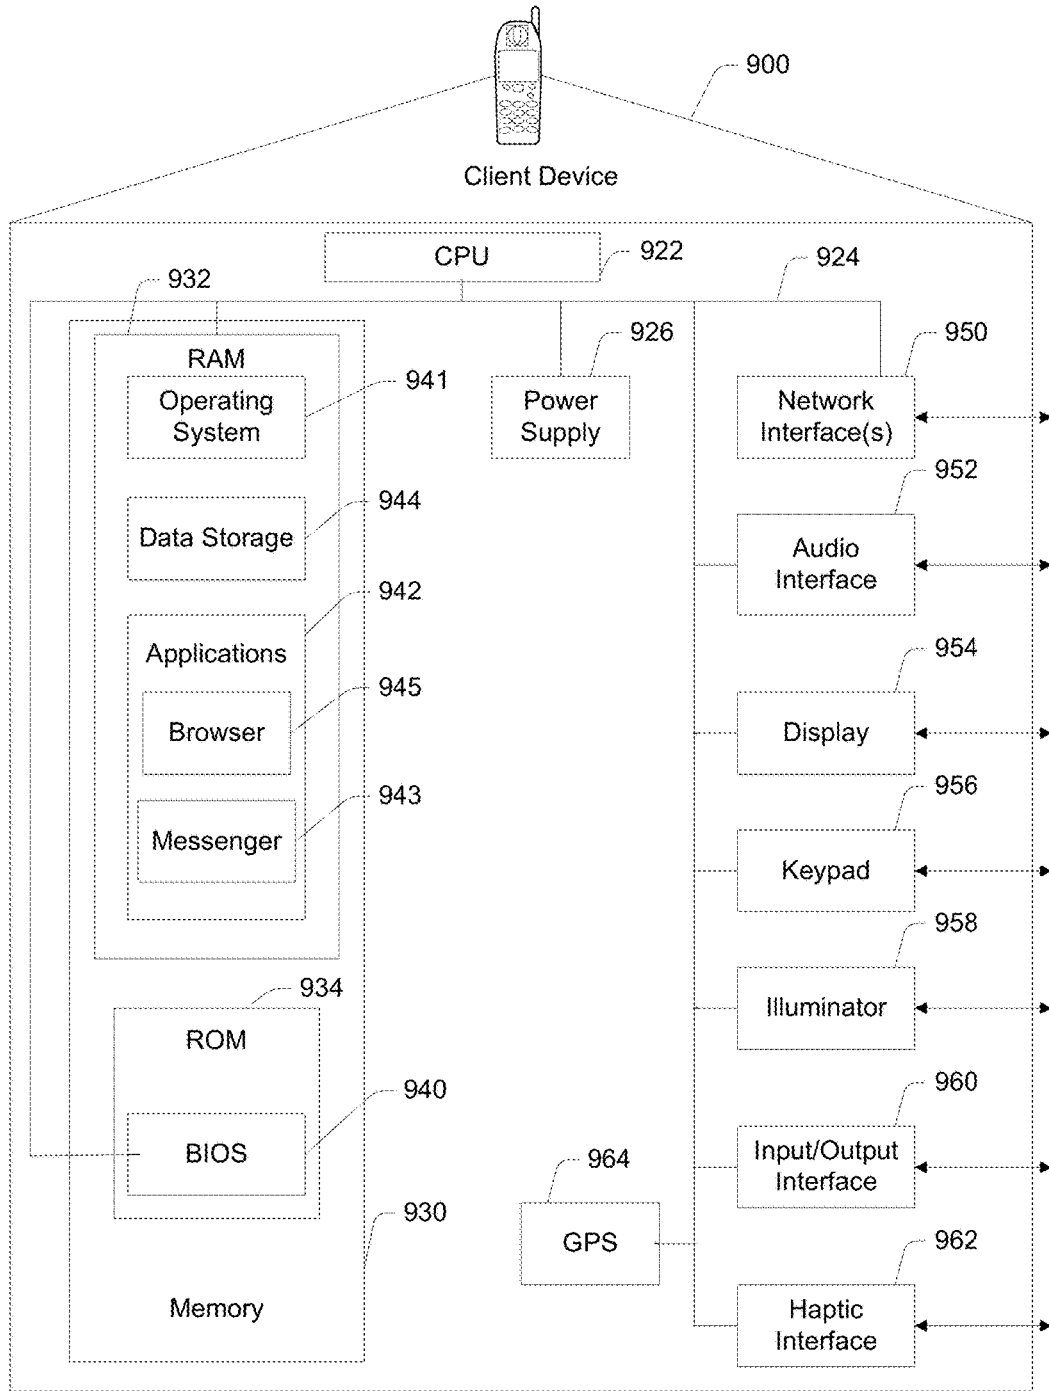 900
Client Device
CPU
922
924
932
926
950
RAM
941
Operating
System
Power
Supply
Network
Interface(s)
944
952
Data Storage
Audio
Interface
942
Applications
945
954
Browser
Display
943
956
Messenger
Keypad
958
934
Illuminator
ROM
940
960
BIOS
964
Input/Output
Interface
930
GPS
962
Memory
Haptic
Interface